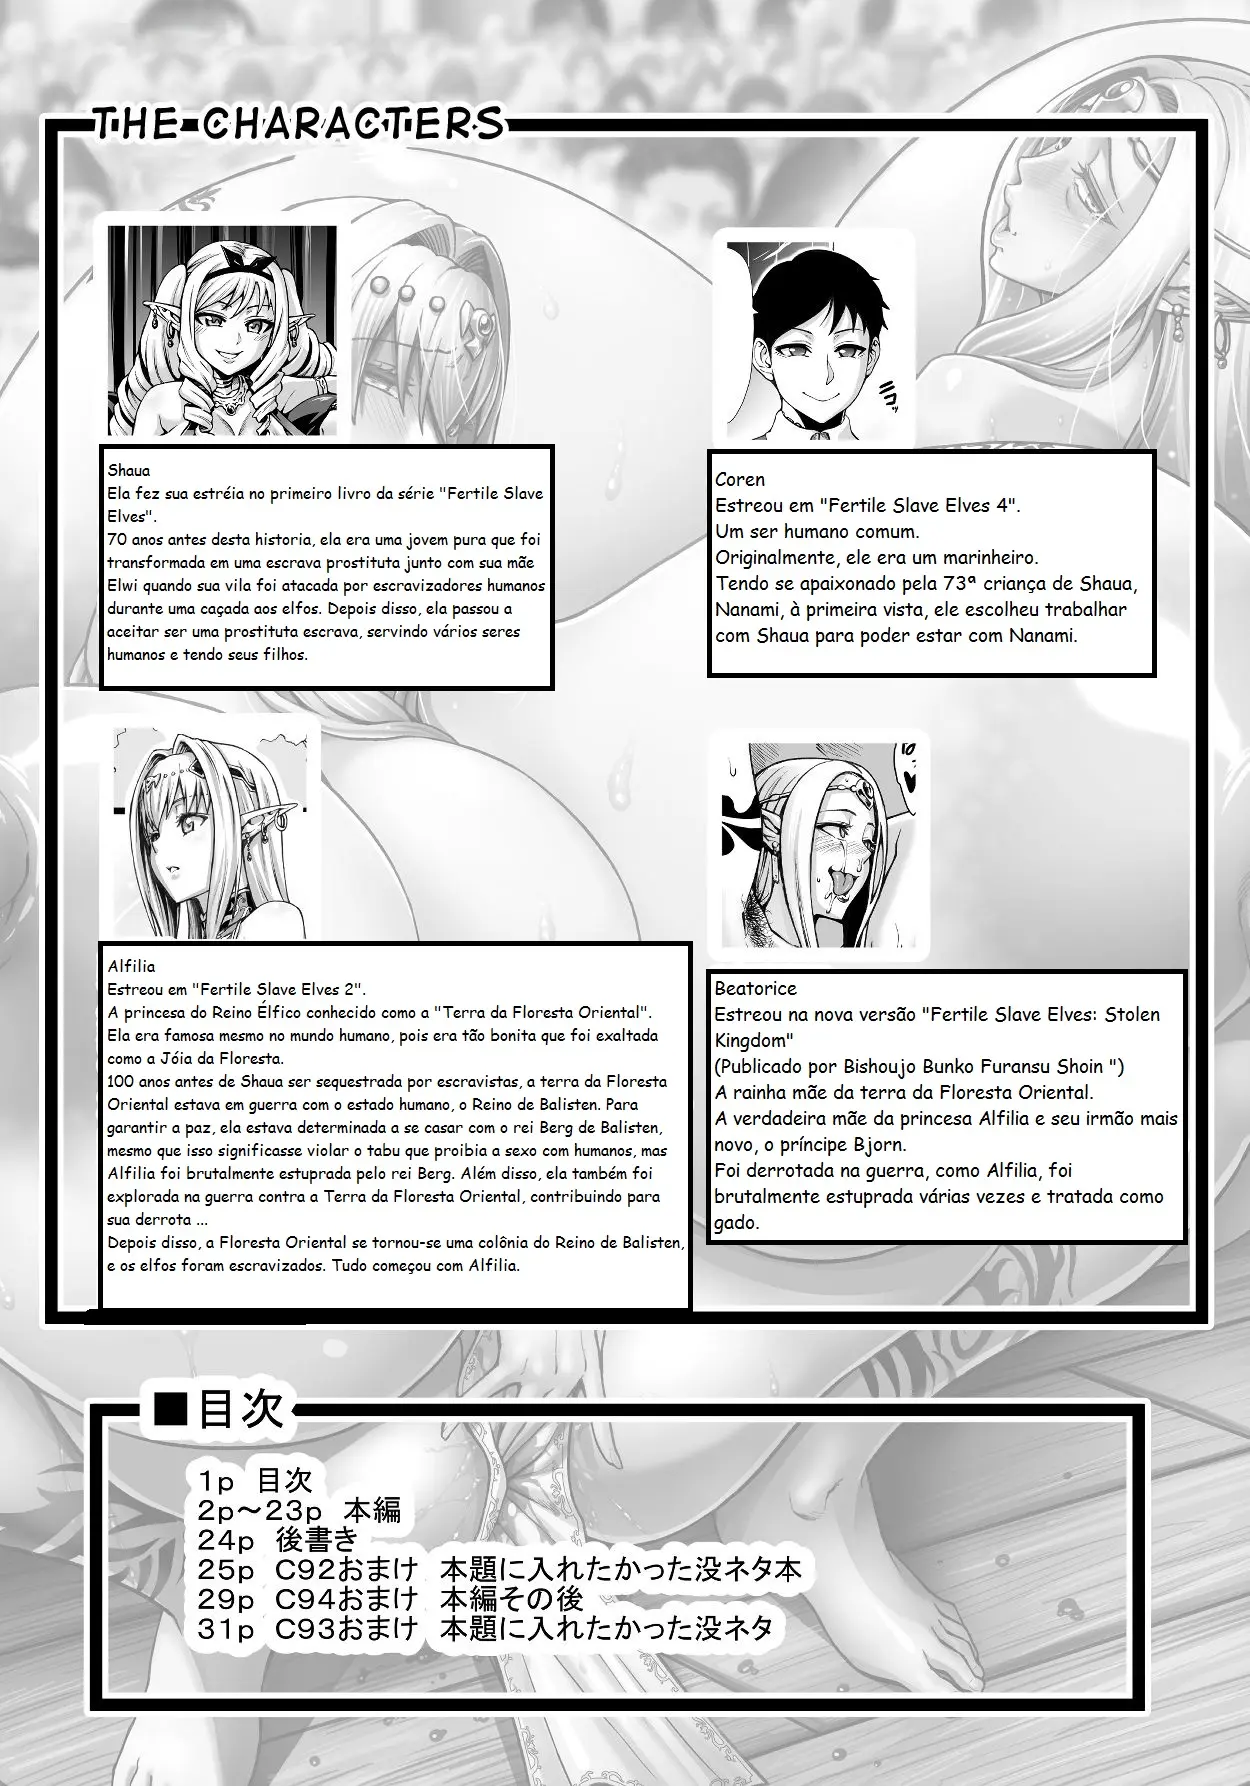 THE CHARACTERS
Shaua
Ela fez sua estréia no primeiro livro da série "Fertile Slave
Elves".
70 anos antes desta historia, ela era uma jovem pura que foi
transformada em uma escrava prostituta junto com sua mãe
Elwi quando sua vila foi atacada por escravizadores humanos
durante uma caçada aos elfos. Depois disso, ela passou a
aceitar ser uma prostituta escrava, servindo vários seres
humanos e tendo seus filhos.
Coren
Estreou em "Fertile Slave Elves 4".
Um ser humano comum.
Originalmente, ele era um marinheiro.
Tendo se apaixonado pela 73ª criança de Shaua,
Nanami, à primeira vista, ele escolheu trabalhar
com Shaua para poder estar com Nanami.
Alfilia
Estreou em "Fertile Slave Elves 2".
A princesa do Reino Élfico conhecido como a "Terra da Floresta Oriental".
Ela era famosa mesmo no mundo humano, pois era tão bonita que foi exaltada
como a Jóia da Floresta.
100 anos antes de Shaua ser sequestrada por escravistas, a terra da Floresta
Oriental estava em guerra com o estado humano, o Reino de Balisten. Para
garantir a paz, ela estava determinada a se casar com o rei Berg de Balisten,
mesmo que isso significasse violar o tabu que proibia a sexo com humanos, mas
Alfilia foi brutalmente estuprada pelo rei Berg. Além disso, ela também foi
explorada na guerra contra a Terra da Floresta Oriental, contribuindo para
sua derrota ...
Depois disso, a Floresta Oriental se tornou-se uma colônia do Reino de Balisten,
e os elfos foram escravizados. Tudo começou com Alfilia.
Beatorice
Estreou na nova versão "Fertile Slave Elves: Stolen
Kingdom"
(Publicado por Bishoujo Bunko Furansu Shoin ")
A rainha mãe da terra da Floresta Oriental.
A verdadeira mãe da princesa Alfilia e seu irmão mais
novo, o príncipe Bjorn.
Foi derrotada na guerra, como Alfilia, foi
brutalmente estuprada várias vezes e tratada como
gado.
■目次
1p 目次
2p～23p 本編
24p 後書き
25p C92おまけ 本題に入れたかった没ネタ本
29p C94おまけ 本編その後
31p C93おまけ 本題に入れたかった没ネタ